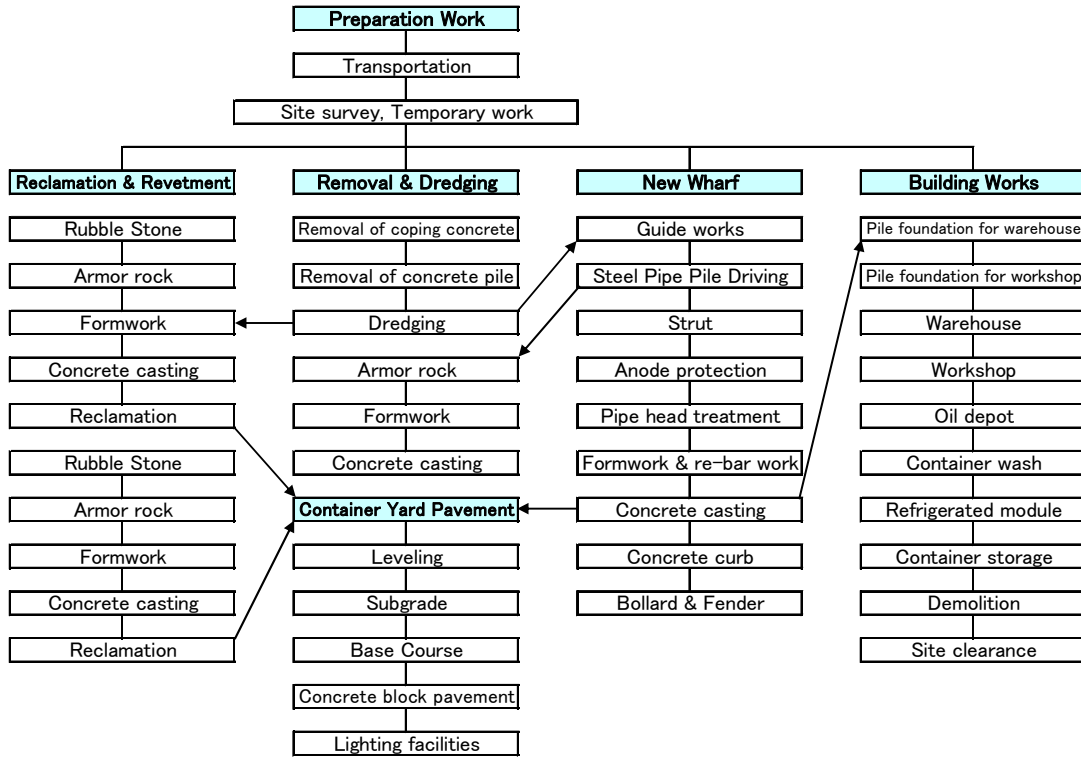 Preparation Work
Transportation
Site survey, Temporary work
Reclamation & Revetment
Rubble Stone
Armor rock
Formwork
Concrete casting
Reclamation
Rubble Stone
Armor rock
Formwork
Concrete casting
Reclamation
Removal & Dredging
Removal of coping concrete
Removal of concrete pile
Dredging
Armor rock
Formwork
Concrete casting
Container Yard Pavement
Leveling
Subgrade
Base Course
Concrete block pavement
Lighting facilities
New Wharf
Guide works
Steel Pipe Pile Driving
Strut
Anode protection
Pipe head treatment
Formwork & re-bar work
Concrete casting
Concrete curb
Bollard & Fender
Building Works
Pile foundation for warehouse
Pile foundation for workshop
Warehouse
Workshop
Oil depot
Container wash
Refrigerated module
Container storage
Demolition
Site clearance